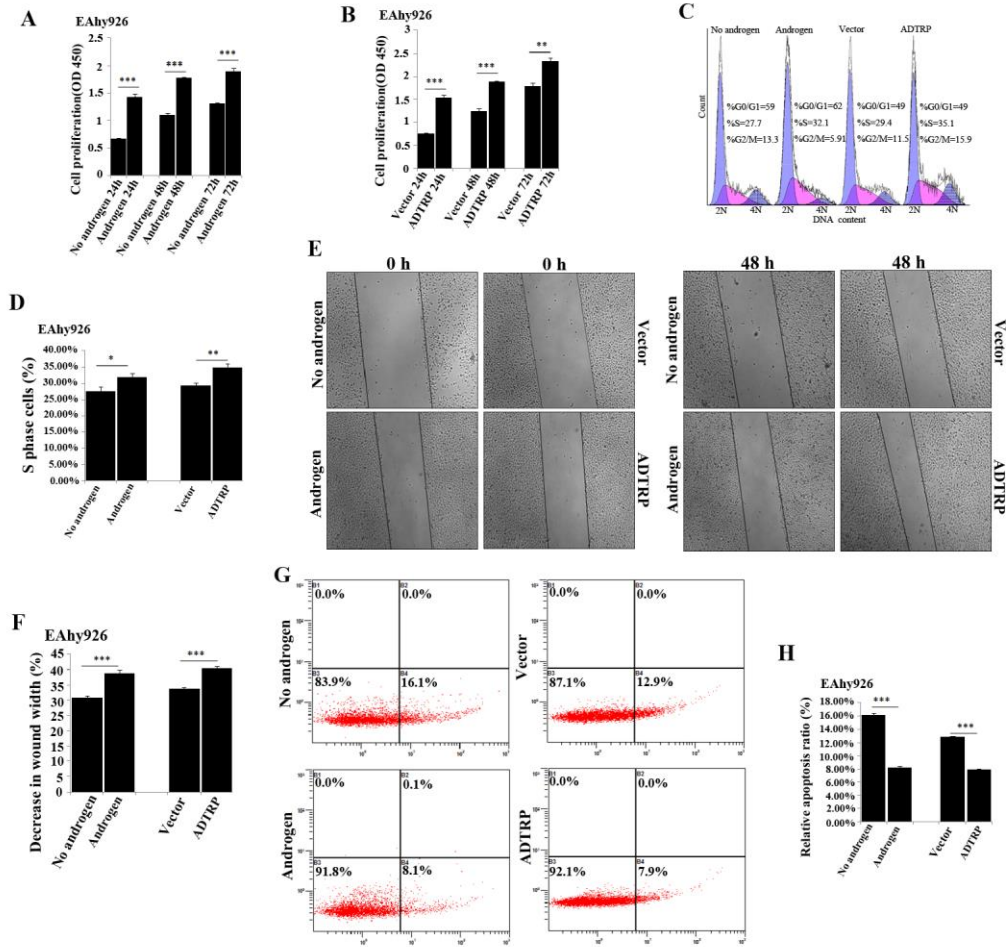 A
EAhy926
Cell proliferation(OD 450)
2.5
2
1.5
1
0.5
0
***
***
***
No androgen 24h
Androgen 24h
No androgen 48h
Androgen 48h
No androgen 72h
Androgen 72h
B
EAhy926
Cell proliferation(OD 450)
3
2.5
2
1.5
1
0.5
0
***
***
**
Vector 24h
ADTRP 24h
Vector 48h
ADTRP 48h
Vector 72h
ADTRP 72h
C
No androgen
Androgen
Vector
ADTRP
Count
%G0/G1=59
%S=27.7
%G2/M=13.3
%G0/G1=62
%S=32.1
%G2/M=5.91
%G0/G1=49
%S=29.4
%G2/M=11.5
%G0/G1=49
%S=35.1
%G2/M=15.9
2N 4N 2N 4N 2N 4N 2N 4N
DNA content
D
EAhy926
S phase cells (%)
40.00%
35.00%
30.00%
25.00%
20.00%
15.00%
10.00%
5.00%
0.00%
*
**
No androgen
Androgen
Vector
ADTRP
E
0 h
0 h
48 h
48 h
No androgen
Vector
No androgen
Vector
Androgen
ADTRP
Androgen
ADTRP
F
EAhy926
Decrease in wound width (%)
45
40
35
30
25
20
15
10
5
0
***
***
No androgen
Androgen
Vector
ADTRP
G
No androgen
0.0%
0.0%
83.9%
16.1%
Vector
0.0%
0.0%
87.1%
12.9%
Androgen
0.0%
0.1%
91.8%
8.1%
ADTRP
0.0%
0.0%
92.1%
7.9%
H
EAhy926
Relative apoptosis ratio (%)
18.00%
16.00%
14.00%
12.00%
10.00%
8.00%
6.00%
4.00%
2.00%
0.00%
***
***
No androgen
Androgen
Vector
ADTRP